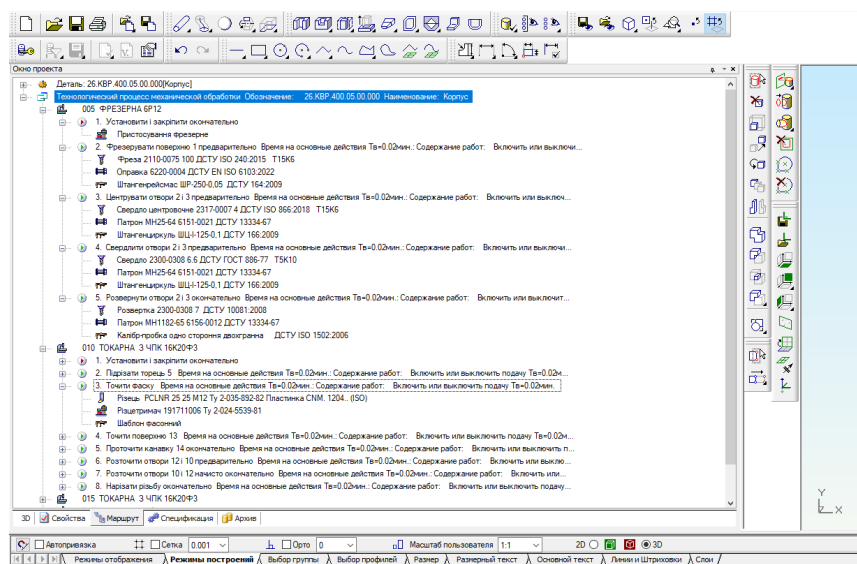 Окно проекта
Деталь: 26.КВР.400.05.00.000[Корпус]
Технологический процесс механической обработки Обозначение: 26.КВР.400.05.00.000 Наименование: Корпус
005 ФРЕЗЕРНА 6Р12
1. Установити і закріпити окончательно
Пристосування фрезерне
2. Фрезерувати поверхню 1 предварительно Время на основные действия Тв=0.02мин.: Содержание работ: Включить или выключи...
Фреза 2110-0075 100 ДСТУ ISO 240:2015 Т15К6
Оправка 6220-0004 ДСТУ EN ISO 6103:2022
Штангенрейсмас ШР-250-0,05 ДСТУ 164:2009
3. Центрувати отвори 2 і 3 предварительно Время на основные действия Тв=0.02мин.: Содержание работ: Включить или выключ...
Свердло центровочне 2317-0007 4 ДСТУ ISO 866:2018 Т15К6
Патрон МН25-64 6151-0021 ДСТУ 13334-67
Штангенциркуль ШЦ-І-125-0,1 ДСТУ 166:2009
4. Свердлити отвори 2 і 3 предварительно Время на основные действия Тв=0.02мин.: Содержание работ: Включить или выключи...
Свердло 2300-0308 6.6 ДСТУ ГОСТ 886-77 Т5К10
Патрон МН25-64 6151-0021 ДСТУ 13334-67
Штангенциркуль ШЦ-І-125-0,1 ДСТУ 166:2009
5. Розвернути отвори 2 і 3 окончательно Время на основные действия Тв=0.02мин.: Содержание работ: Включить или выключит...
Розвертка 2300-0308 7 ДСТУ 10081:2008
Патрон МН1182-65 6156-0012 ДСТУ 13334-67
Калібр-пробка одно стороння двохгранна ДСТУ ISO 1502:2006
010 ТОКАРНА З ЧПК 16К20Ф3
1. Установити і закріпити окончательно
2. Підрізати торець 5 Время на основные действия Тв=0.02мин.: Содержание работ: Включить или выключить подачу Тв=0.02м...
3. Точити фаску Время на основные действия Тв=0.02мин.: Содержание работ: Включить или выключить подачу Тв=0.02мин.
Різець PCLNR 25 25 M12 Ту 2-035-892-82 Пластинка CNM. 1204.. (ISO)
Різцетримач 191711006 Ту 2-024-5539-81
Шаблон фасонний
4. Точити поверхню 13 Время на основные действия Тв=0.02мин.: Содержание работ: Включить или выключить подачу Тв=0.02м...
5. Проточити канавку 14 окончательно Время на основные действия Тв=0.02мин.: Содержание работ: Включить или выключить п...
6. Розточити отвори 12 і 10 предварительно Время на основные действия Тв=0.02мин.: Содержание работ: Включить или выклю...
7. Розточити отвори 10 і 12 начисто окончательно Время на основные действия Тв=0.02мин.: Содержание работ: Включить или...
8. Нарізати різьбу окончательно Время на основные действия Тв=0.02мин.: Содержание работ: Включить или выключить подачу...
015 ТОКАРНА З ЧПК 16К20Ф3
3D Свойства Маршрут Спецификация Архив
Y
X
Автопривязка Сетка 0.001 Орто 0 Масштаб пользователя 1:1 2D 3D
Режимы отображения Режимы построений Выбор группы Выбор профилей Размер Размерный текст Основной текст Линии и Штриховки Слои